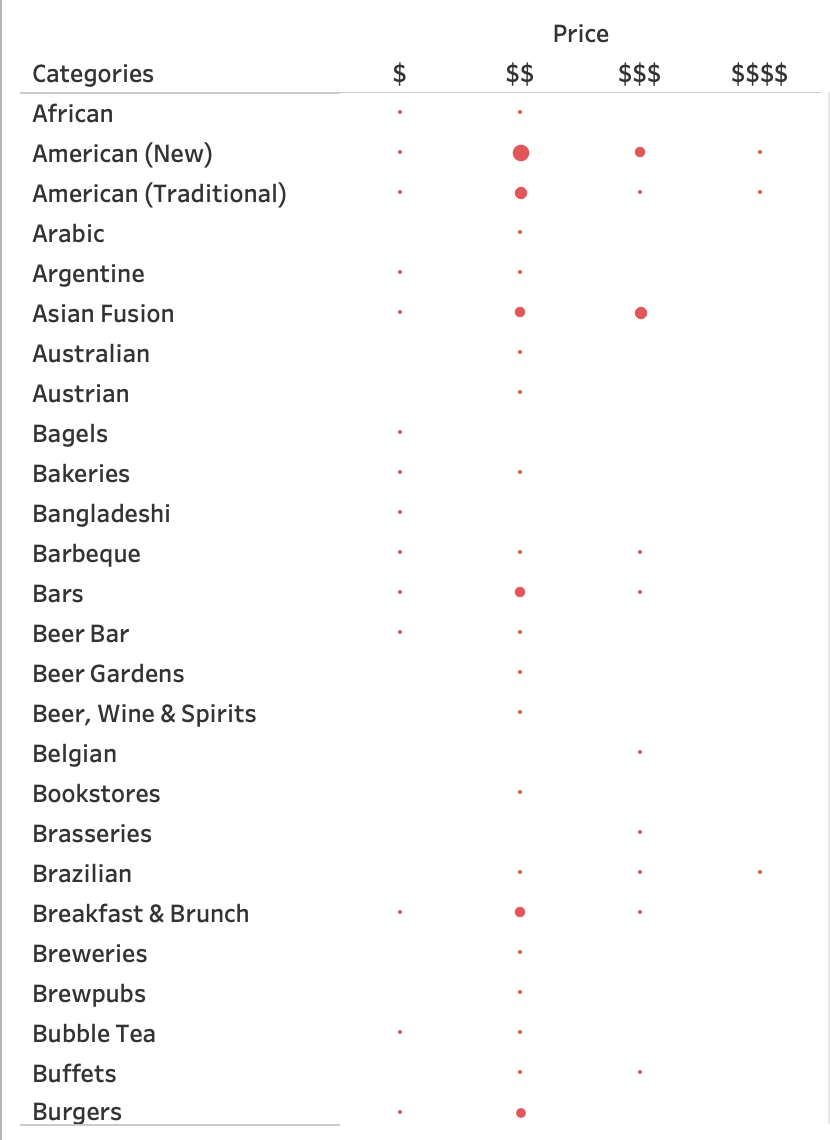 Price
Categories $ $$ $$$ $$$$
African
American (New)
American (Traditional)
Arabic
Argentine
Asian Fusion
Australian
Austrian
Bagels
Bakeries
Bangladeshi
Barbeque
Bars
Beer Bar
Beer Gardens
Beer, Wine & Spirits
Belgian
Bookstores
Brasseries
Brazilian
Breakfast & Brunch
Breweries
Brewpubs
Bubble Tea
Buffets
Burgers